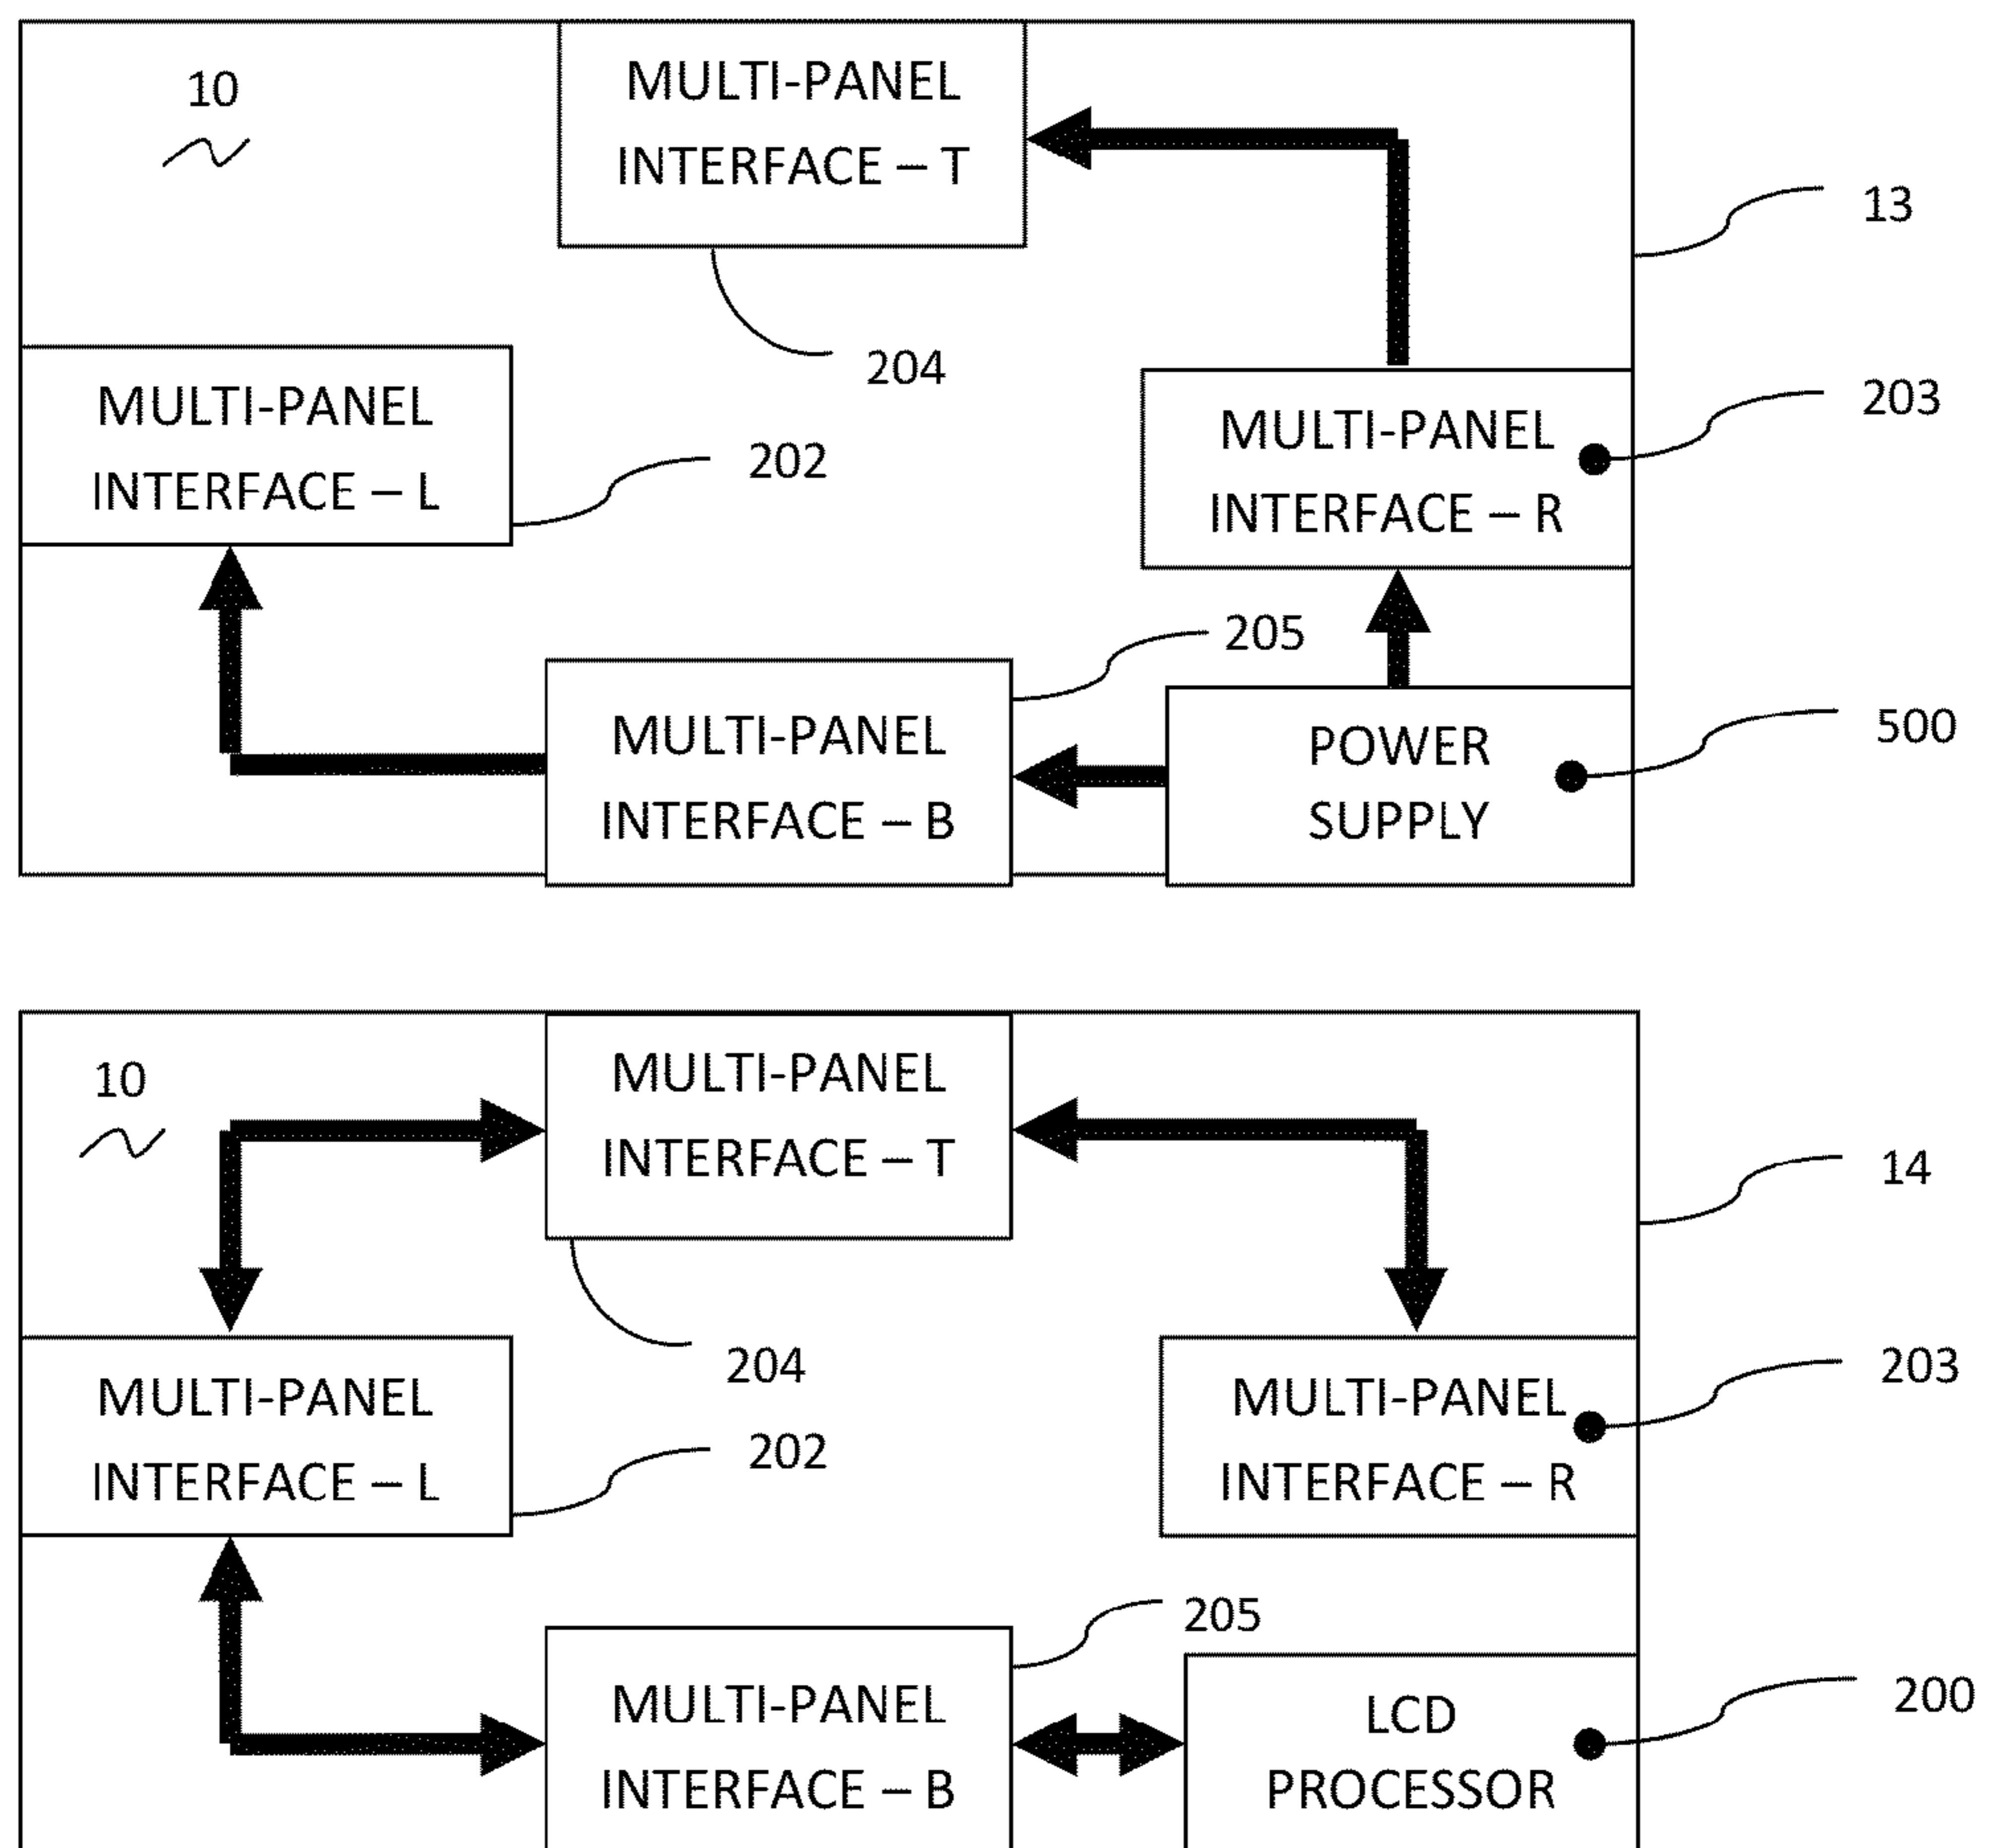 10
MULTI-PANEL
INTERFACE – T
13
204
MULTI-PANEL
INTERFACE – L
202
MULTI-PANEL
INTERFACE – R
203
205
MULTI-PANEL
INTERFACE – B
POWER
SUPPLY
500
10
MULTI-PANEL
INTERFACE – T
14
204
MULTI-PANEL
INTERFACE – L
202
MULTI-PANEL
INTERFACE – R
203
205
MULTI-PANEL
INTERFACE – B
LCD
PROCESSOR
200